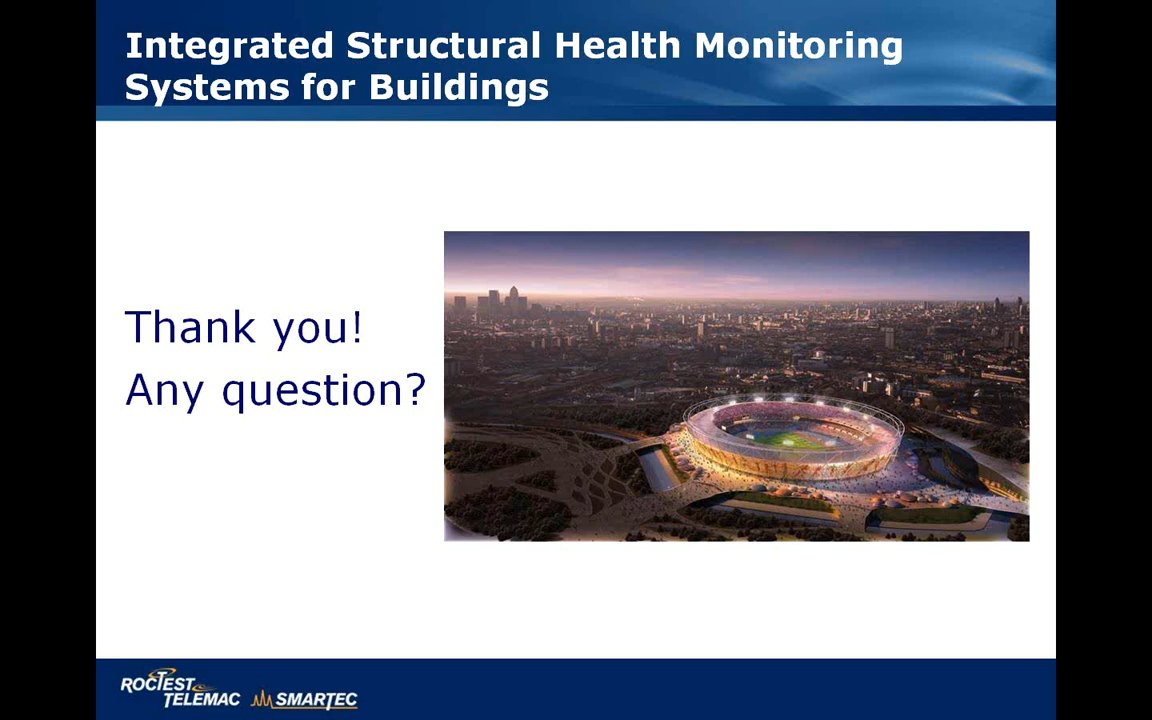 Integrated Structural Health Monitoring
Systems for Buildings
Thank you!
Any question?
ROCTEST
TELEMAC
SMARTEC